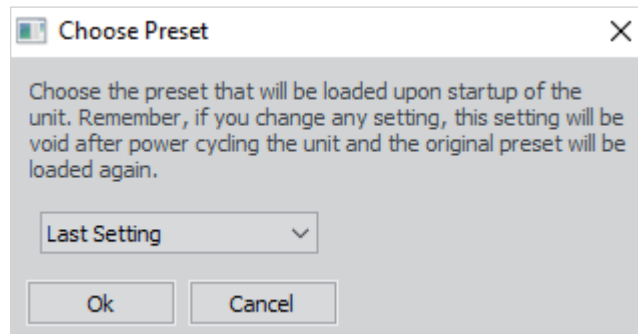 Choose Preset
Choose the preset that will be loaded upon startup of the
unit. Remember, if you change any setting, this setting will be
void after power cycling the unit and the original preset will be
loaded again.
Last Setting
Ok Cancel